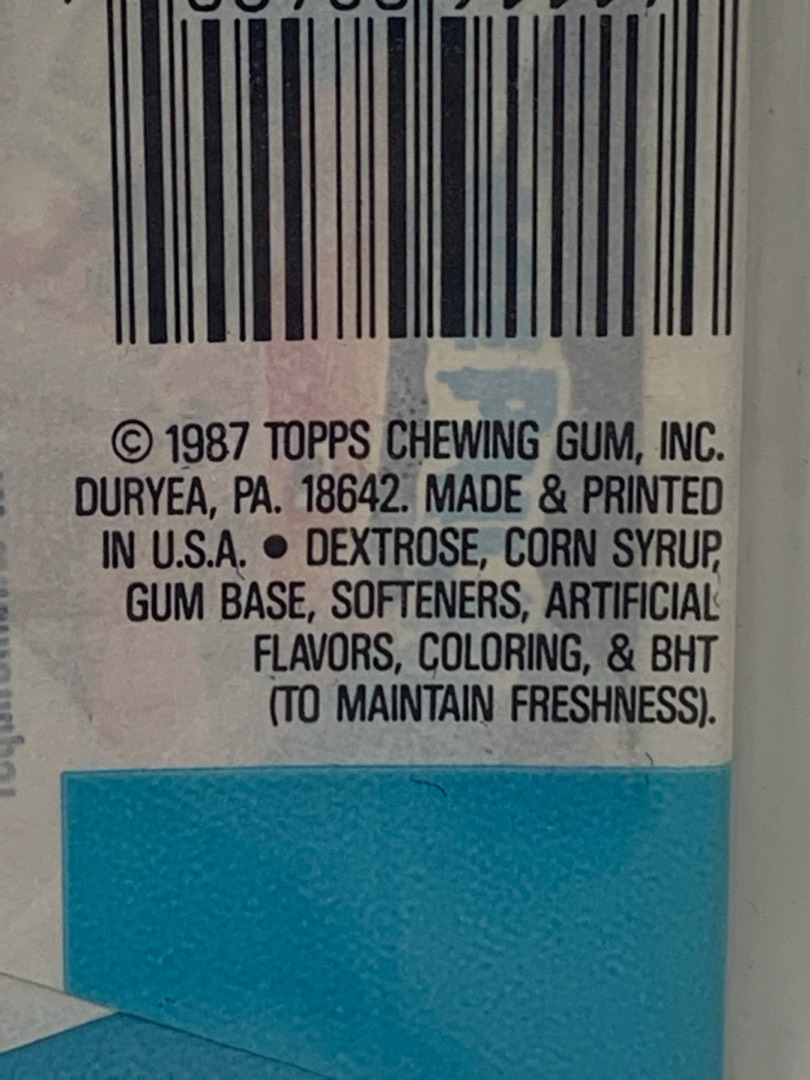 © 1987 TOPPS CHEWING GUM, INC.
DURYEA, PA. 18642. MADE & PRINTED
IN U.S.A. • DEXTROSE, CORN SYRUP,
GUM BASE, SOFTENERS, ARTIFICIAL
FLAVORS, COLORING, & BHT
(TO MAINTAIN FRESHNESS).